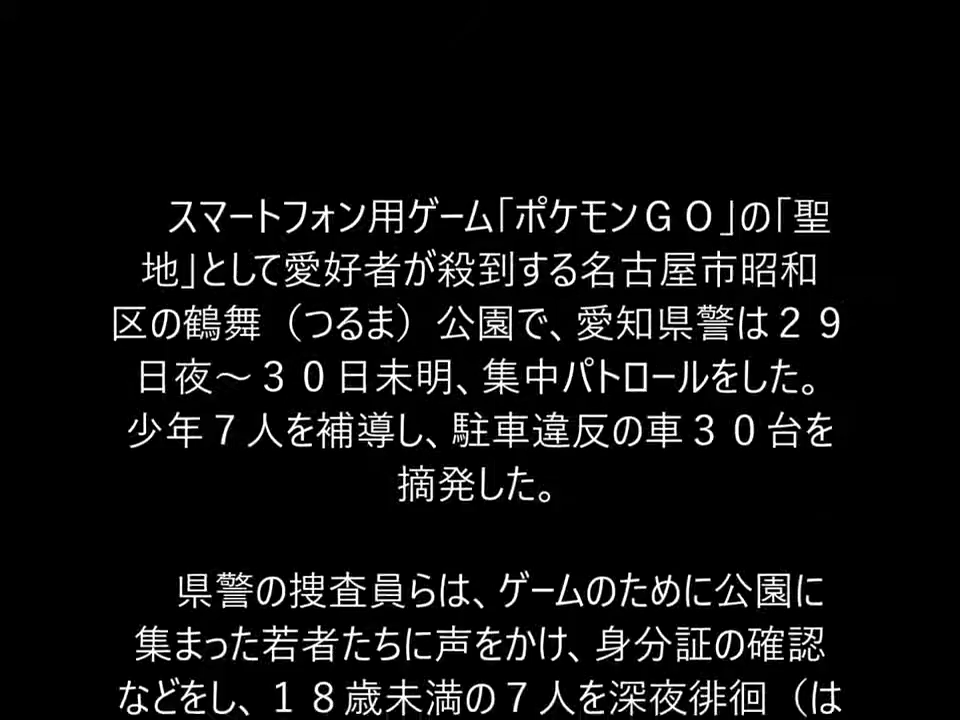 スマートフォン用ゲーム「ポケモンＧＯ」の「聖
地」として愛好者が殺到する名古屋市昭和
区の鶴舞（つるま）公園で、愛知県警は２９
日夜～３０日未明、集中パトロールをした。
少年７人を補導し、駐車違反の車３０台を
摘発した。
県警の捜査員らは、ゲームのために公園に
集まった若者たちに声をかけ、身分証の確認
などをし、１８歳未満の７人を深夜徘徊（は